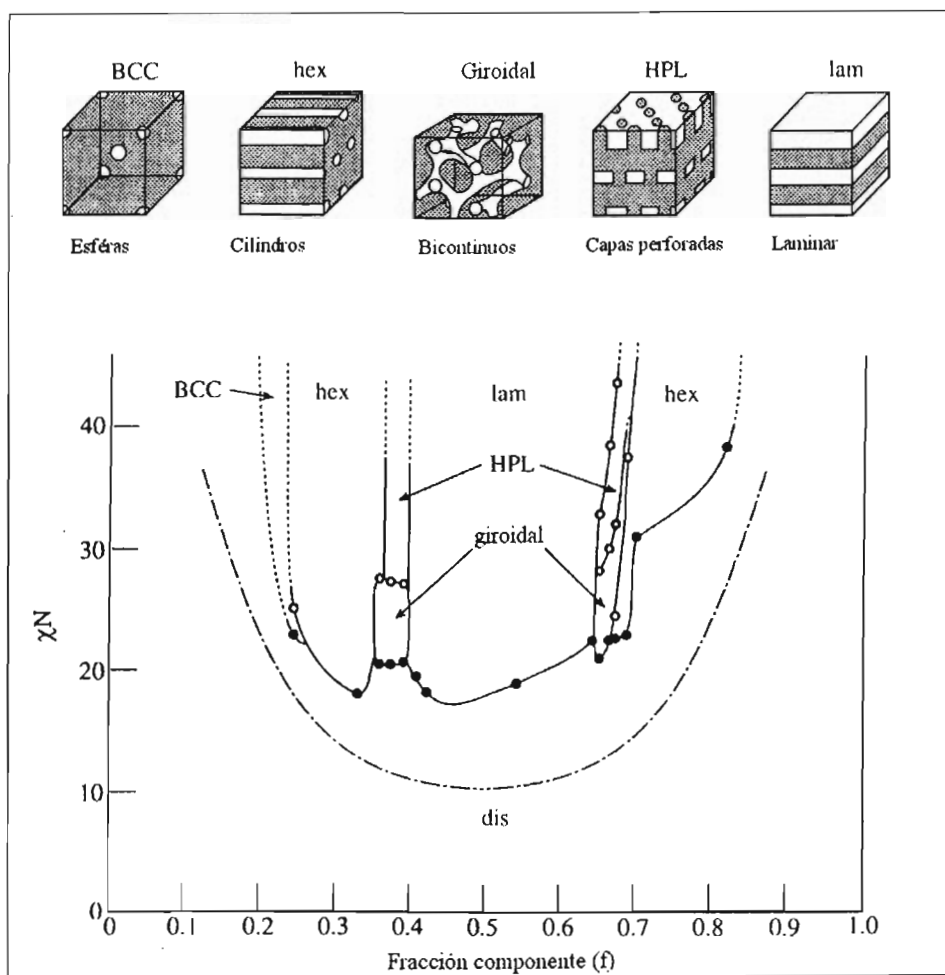 BCC hex Giroidal HPL lam
Esféras Cilindros Bicontinuos Capas perforadas Laminar
BCC hex lam hex
40
HPL
giroidal
30
χN
20
10
dis
0
0 0.1 0.2 0.3 0.4 0.5 0.6 0.7 0.8 0.9 1.0
Fracción componente (f)